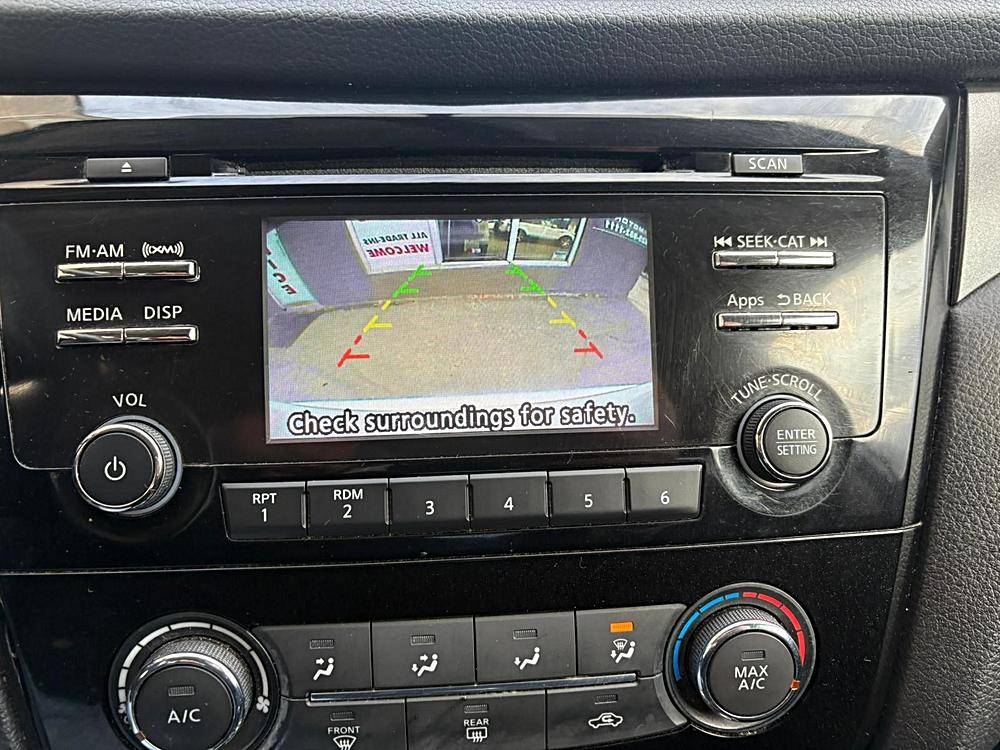 SCAN
FM·AM
((XM))
MEDIA
DISP
VOL
ALL TRADE-INS
WELCOME
Check surroundings for safety.
SEEK·CAT
Apps
BACK
TUNE·SCROLL
ENTER
SETTING
RPT
1
RDM
2
3
4
5
6
A/C
FRONT
REAR
MAX
A/C